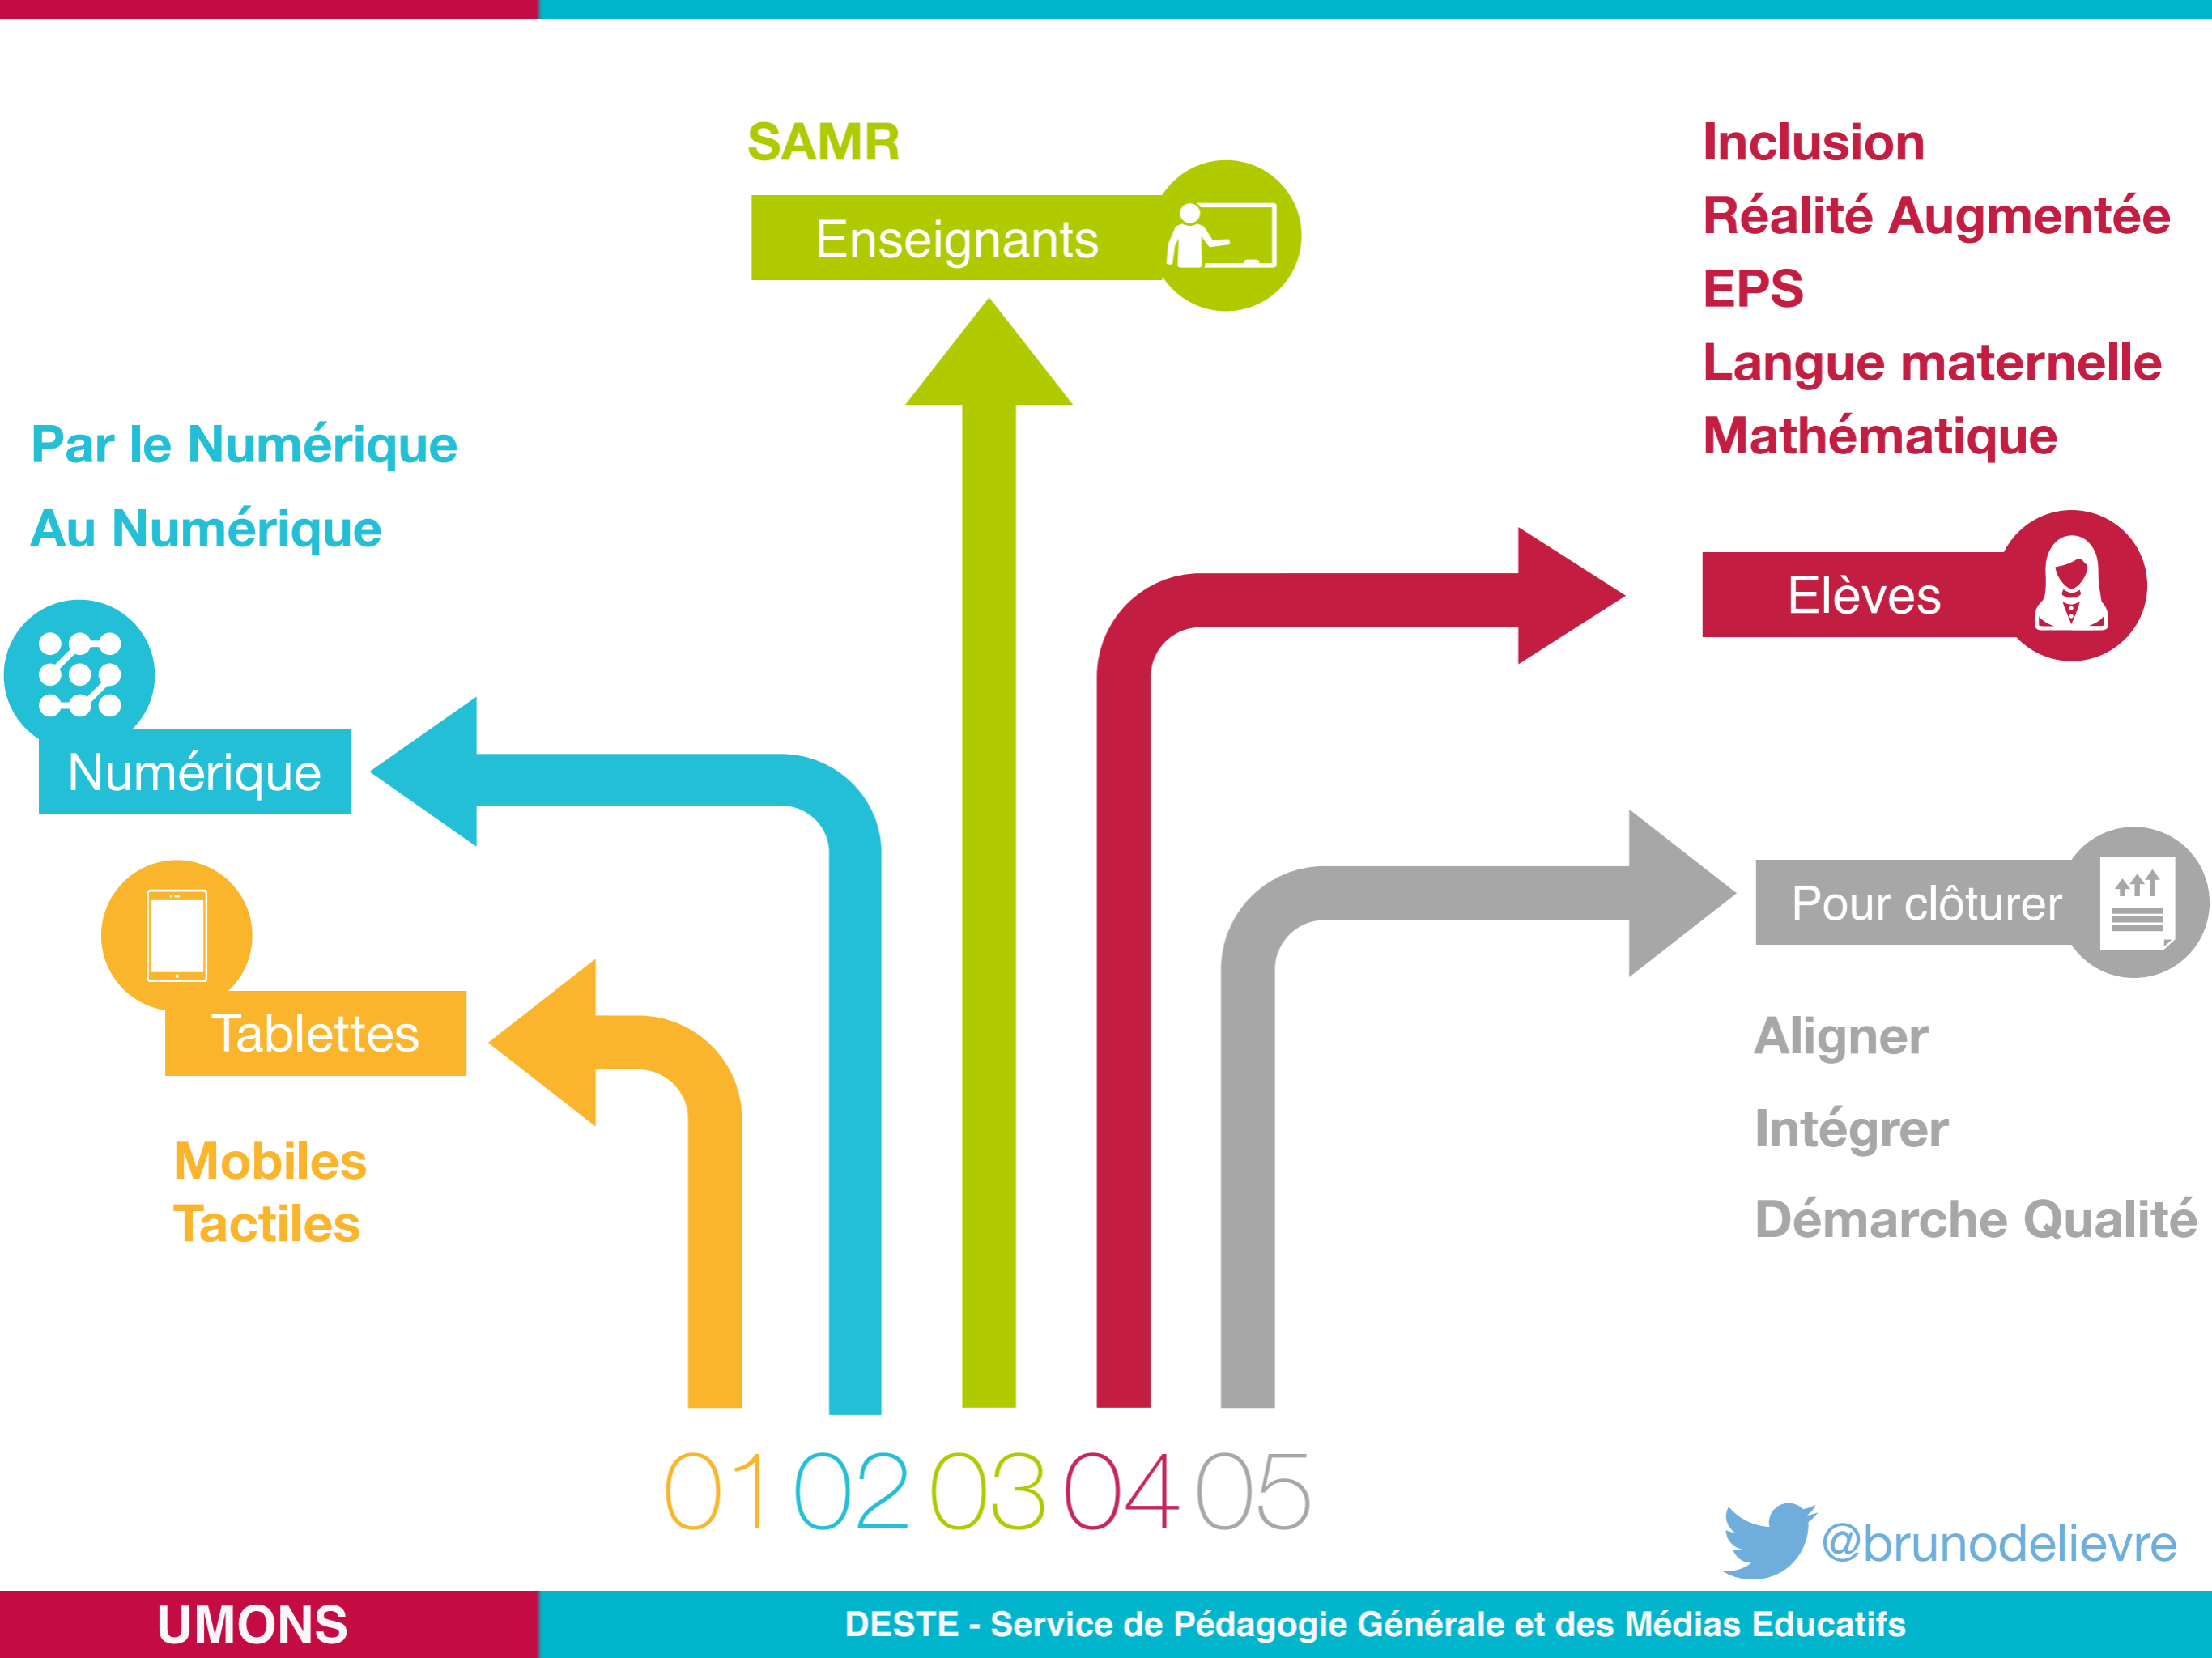 SAMR
Enseignants
Inclusion
Réalité Augmentée
EPS
Langue maternelle
Mathématique
Elèves
Par le Numérique
Au Numérique
Numérique
Tablettes
Mobiles
Tactiles
Pour clôturer
Aligner
Intégrer
Démarche Qualité
01 02 03 04 05
@brunodelievre
UMONS
DESTE - Service de Pédagogie Générale et des Médias Educatifs